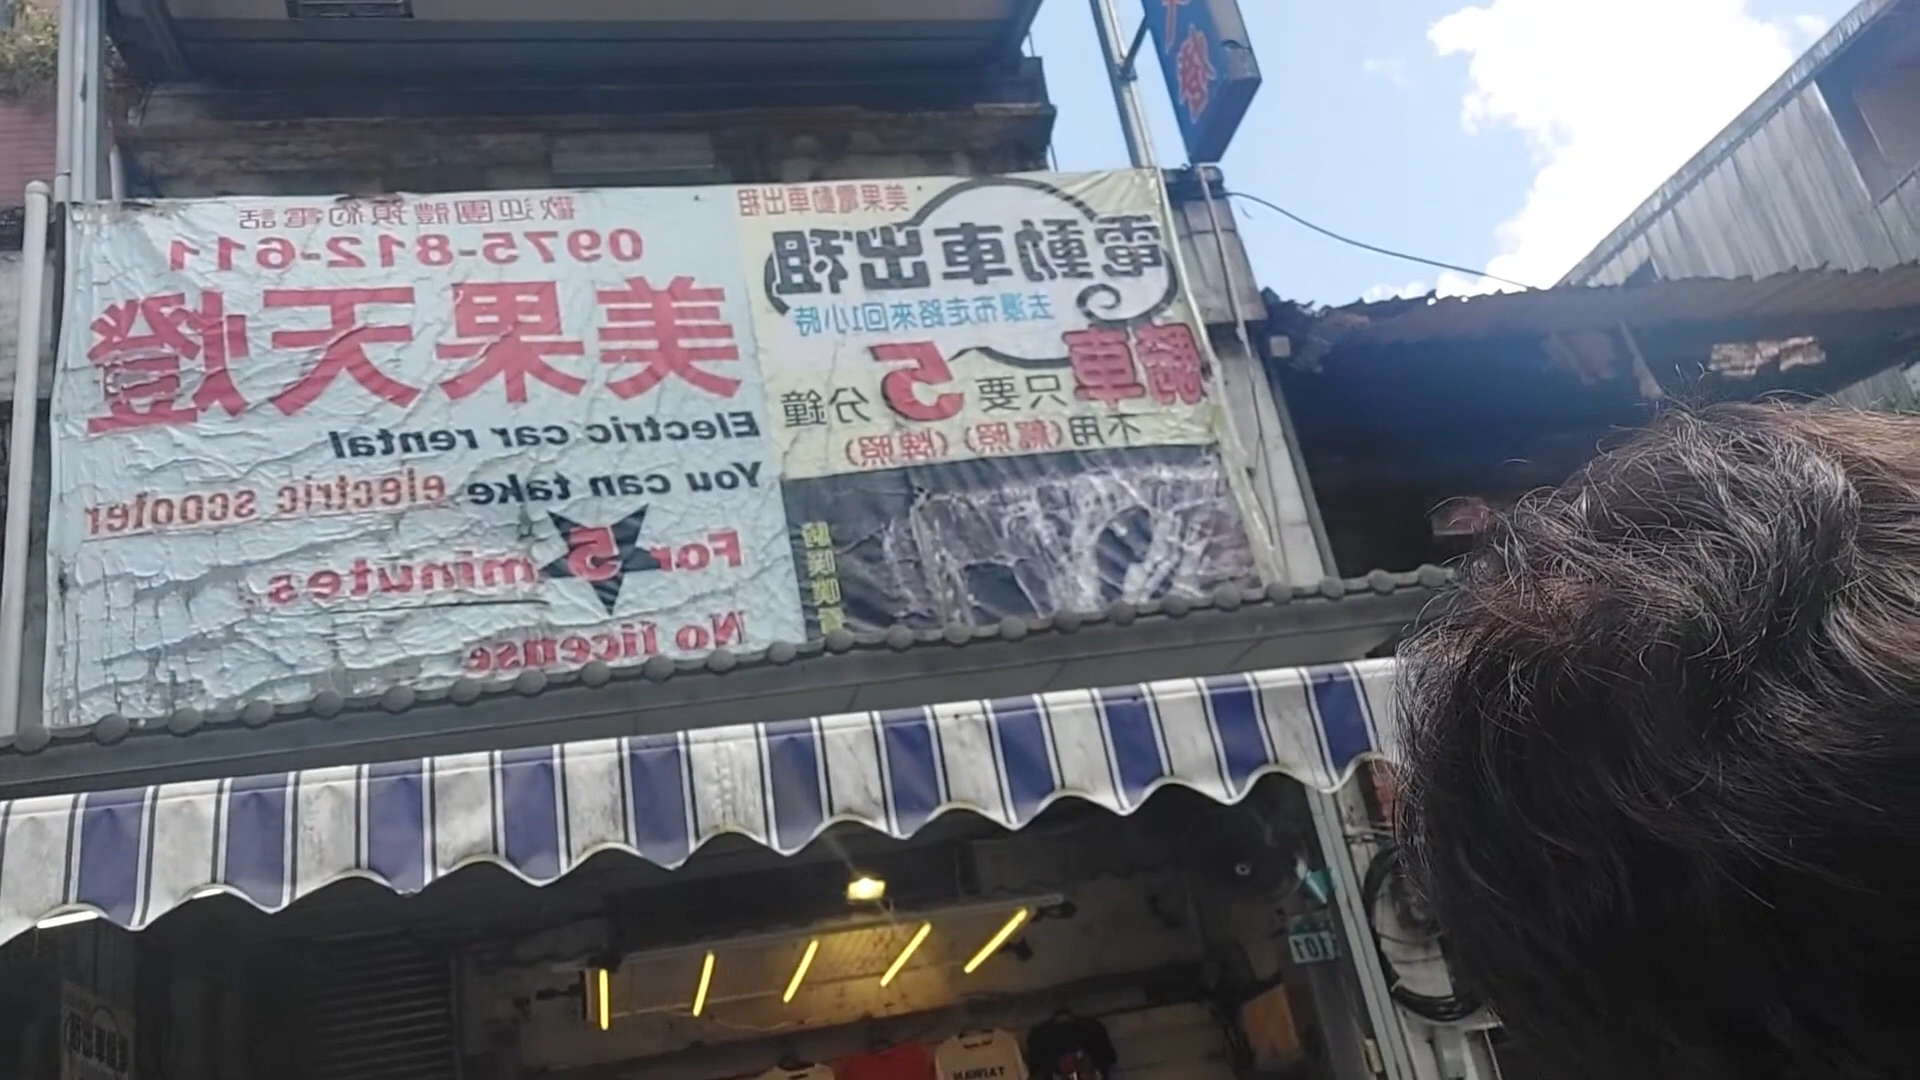 電動車出租
美果電動車出租
去瀑布走路來回1小時
騎車只要5分鐘
不用(駕照)(牌照)
歡迎團體預約電話
0975-812-611
美果天燈
Electric car rental
You can take electric scooter
For 5 minutes
No license
101
TAIWAN